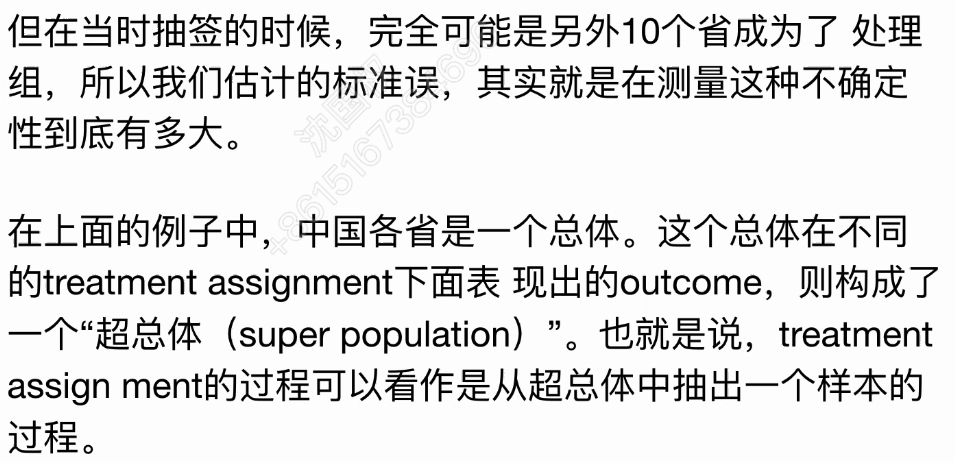 但在当时抽签的时候，完全可能是另外10个省成为了 处理
组，所以我们估计的标准误，其实就是在测量这种不确定
性到底有多大。
在上面的例子中，中国各省是一个总体。这个总体在不同
的treatment assignment下面表 现出的outcome，则构成了
一个“超总体（super population）”。也就是说，treatment
assign ment的过程可以看作是从超总体中抽出一个样本的
过程。